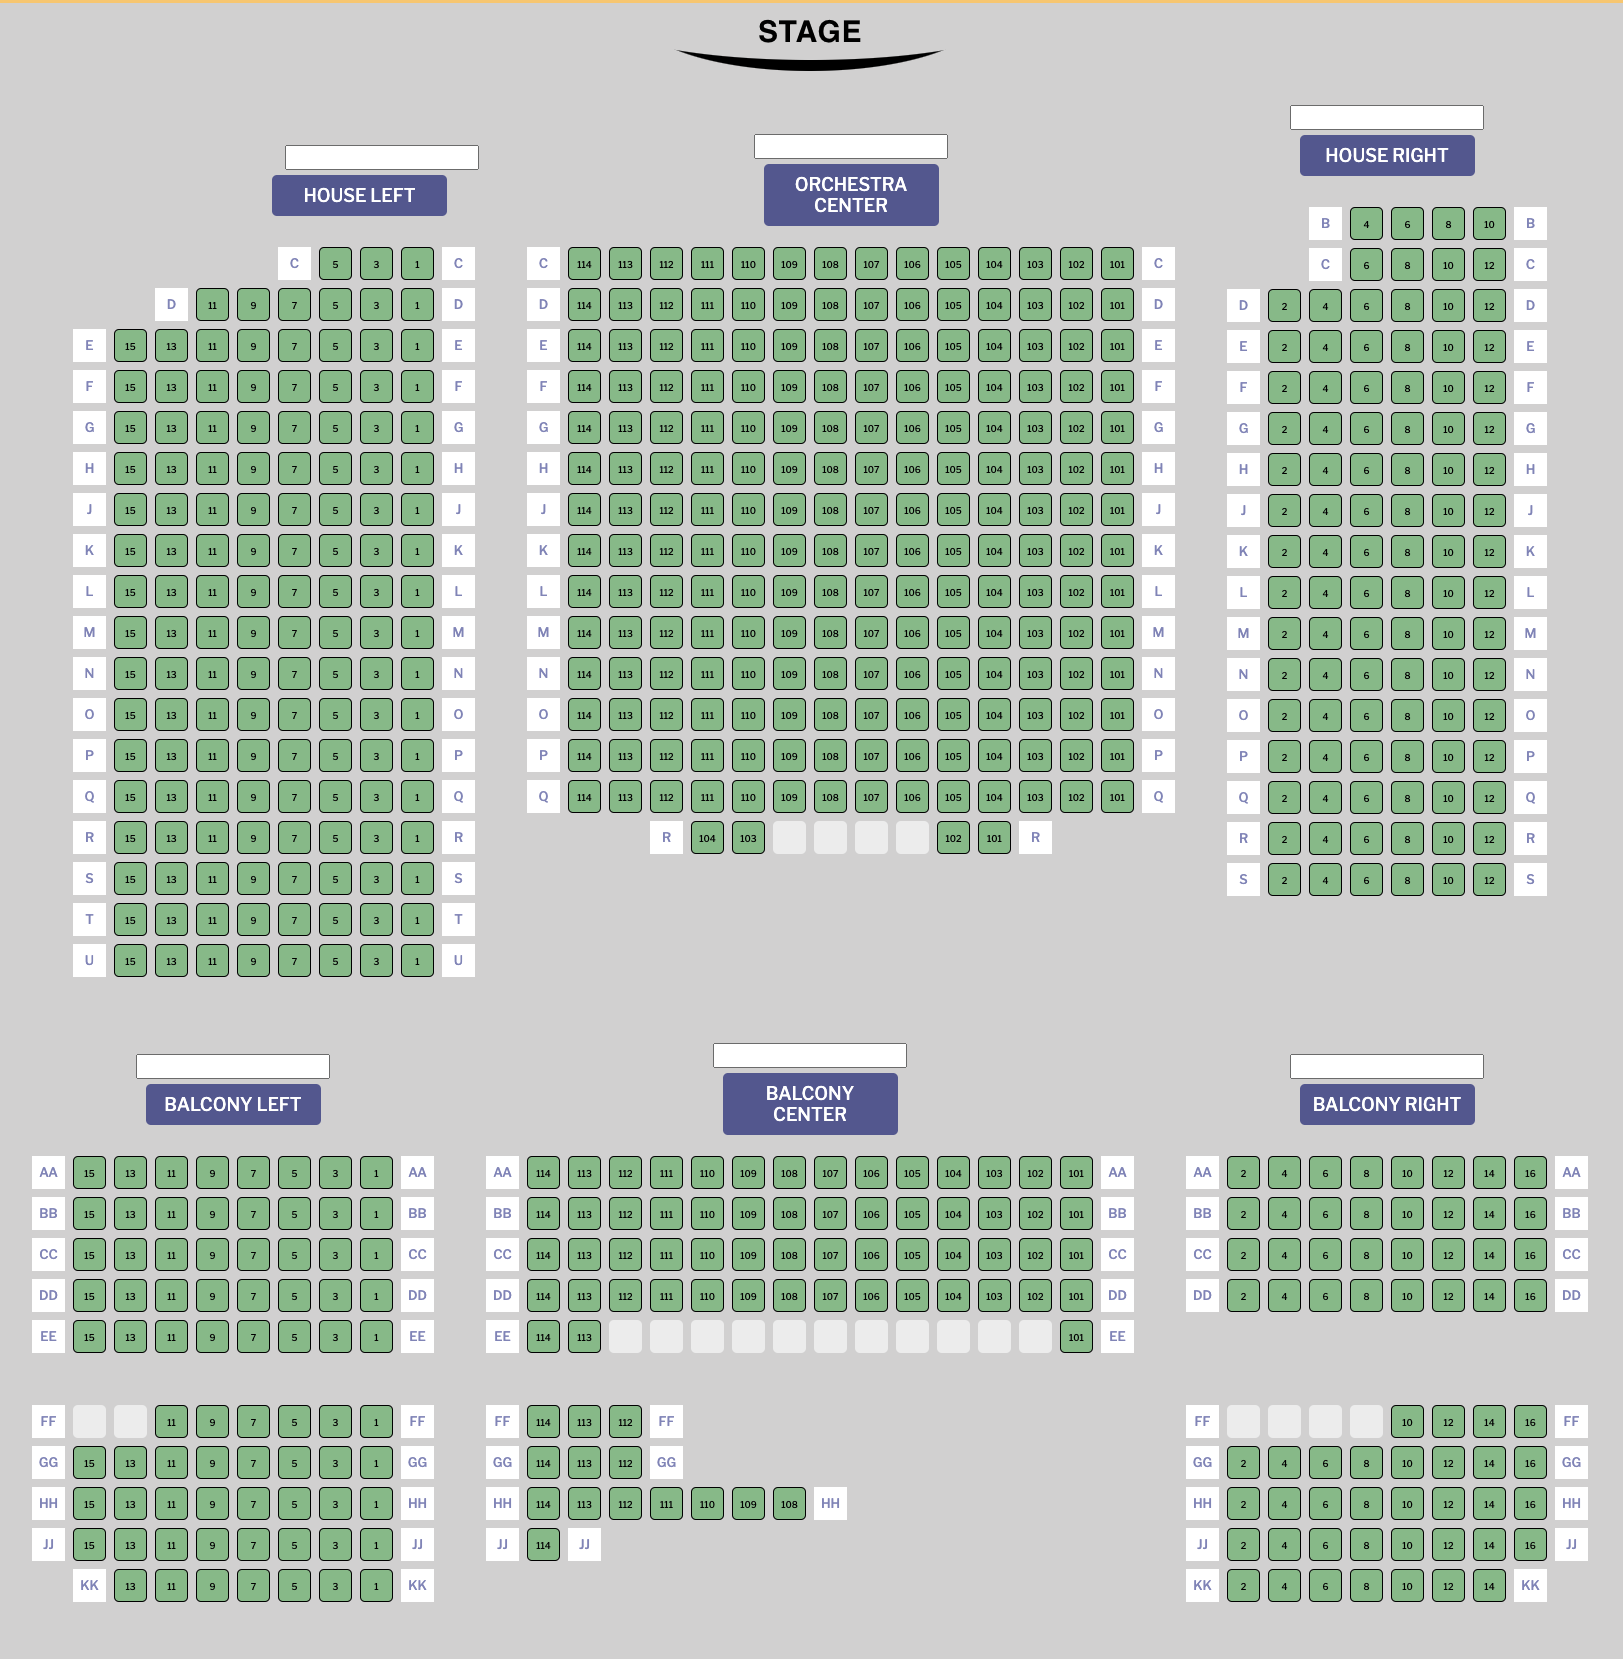 STAGE
HOUSE LEFT
ORCHESTRA
CENTER
HOUSE RIGHT
B 4 6 8 10 B
C 5 3 1 C C 114 113 112 111 110 109 108 107 106 105 104 103 102 101 C C 6 8 10 12 C
D 11 9 7 5 3 1 D D 114 113 112 111 110 109 108 107 106 105 104 103 102 101 D D 2 4 6 8 10 12 D
E 15 13 11 9 7 5 3 1 E E 114 113 112 111 110 109 108 107 106 105 104 103 102 101 E E 2 4 6 8 10 12 E
F 15 13 11 9 7 5 3 1 F F 114 113 112 111 110 109 108 107 106 105 104 103 102 101 F F 2 4 6 8 10 12 F
G 15 13 11 9 7 5 3 1 G G 114 113 112 111 110 109 108 107 106 105 104 103 102 101 G G 2 4 6 8 10 12 G
H 15 13 11 9 7 5 3 1 H H 114 113 112 111 110 109 108 107 106 105 104 103 102 101 H H 2 4 6 8 10 12 H
J 15 13 11 9 7 5 3 1 J J 114 113 112 111 110 109 108 107 106 105 104 103 102 101 J J 2 4 6 8 10 12 J
K 15 13 11 9 7 5 3 1 K K 114 113 112 111 110 109 108 107 106 105 104 103 102 101 K K 2 4 6 8 10 12 K
L 15 13 11 9 7 5 3 1 L L 114 113 112 111 110 109 108 107 106 105 104 103 102 101 L L 2 4 6 8 10 12 L
M 15 13 11 9 7 5 3 1 M M 114 113 112 111 110 109 108 107 106 105 104 103 102 101 M M 2 4 6 8 10 12 M
N 15 13 11 9 7 5 3 1 N N 114 113 112 111 110 109 108 107 106 105 104 103 102 101 N N 2 4 6 8 10 12 N
O 15 13 11 9 7 5 3 1 O O 114 113 112 111 110 109 108 107 106 105 104 103 102 101 O O 2 4 6 8 10 12 O
P 15 13 11 9 7 5 3 1 P P 114 113 112 111 110 109 108 107 106 105 104 103 102 101 P P 2 4 6 8 10 12 P
Q 15 13 11 9 7 5 3 1 Q Q 114 113 112 111 110 109 108 107 106 105 104 103 102 101 Q Q 2 4 6 8 10 12 Q
R 15 13 11 9 7 5 3 1 R R 104 103 102 101 R R 2 4 6 8 10 12 R
S 15 13 11 9 7 5 3 1 S S 2 4 6 8 10 12 S
T 15 13 11 9 7 5 3 1 T
U 15 13 11 9 7 5 3 1 U
BALCONY LEFT
BALCONY
CENTER
BALCONY RIGHT
AA 15 13 11 9 7 5 3 1 AA AA 114 113 112 111 110 109 108 107 106 105 104 103 102 101 AA AA 2 4 6 8 10 12 14 16 AA
BB 15 13 11 9 7 5 3 1 BB BB 114 113 112 111 110 109 108 107 106 105 104 103 102 101 BB BB 2 4 6 8 10 12 14 16 BB
CC 15 13 11 9 7 5 3 1 CC CC 114 113 112 111 110 109 108 107 106 105 104 103 102 101 CC CC 2 4 6 8 10 12 14 16 CC
DD 15 13 11 9 7 5 3 1 DD DD 114 113 112 111 110 109 108 107 106 105 104 103 102 101 DD DD 2 4 6 8 10 12 14 16 DD
EE 15 13 11 9 7 5 3 1 EE EE 114 113 101 EE
FF 11 9 7 5 3 1 FF FF 114 113 112 FF FF 10 12 14 16 FF
GG 15 13 11 9 7 5 3 1 GG GG 114 113 112 GG GG 2 4 6 8 10 12 14 16 GG
HH 15 13 11 9 7 5 3 1 HH HH 114 113 112 111 110 109 108 HH HH 2 4 6 8 10 12 14 16 HH
JJ 15 13 11 9 7 5 3 1 JJ JJ 114 JJ JJ 2 4 6 8 10 12 14 16 JJ
KK 13 11 9 7 5 3 1 KK KK 2 4 6 8 10 12 14 KK